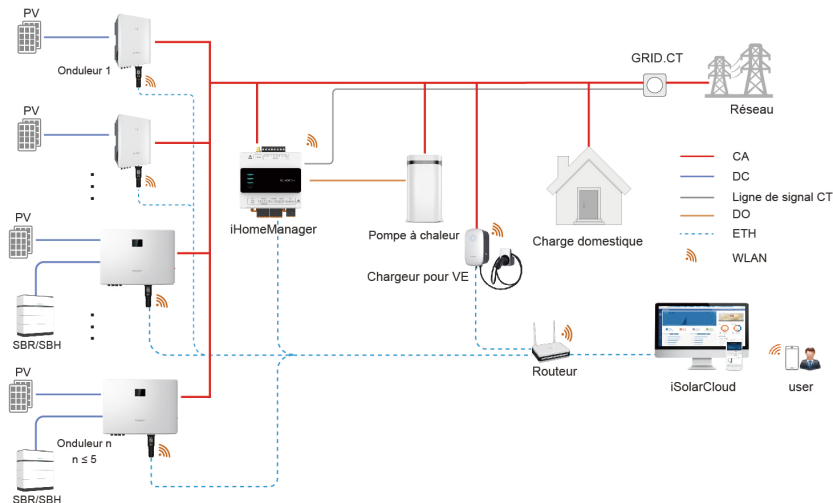 PV
Onduleur 1
GRID.CT
Réseau
PV
CA
DC
Ligne de signal CT
DO
ETH
WLAN
iHomeManager
Pompe à chaleur
Charge domestique
Chargeur pour VE
PV
SBR/SBH
Routeur
iSolarCloud
user
PV
Onduleur n
n ≤ 5
SBR/SBH